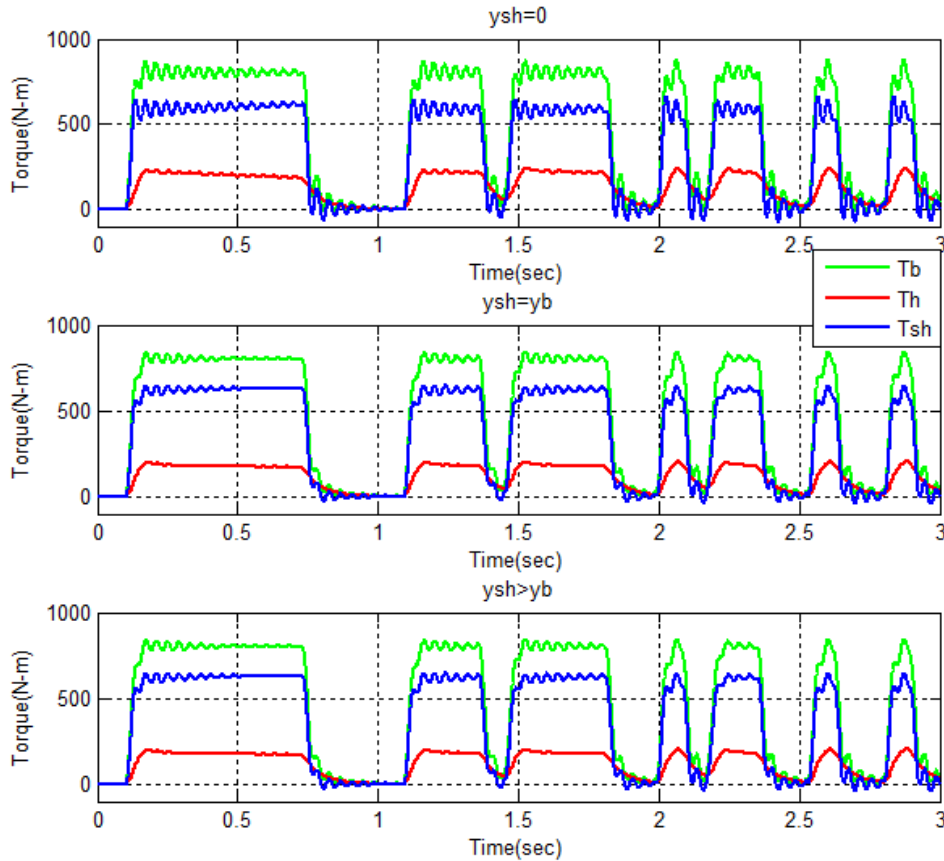 ysh=0
Torque(N-m)
1000
500
0
0 0.5 1 1.5 2 2.5 3
Time(sec)
Tb
Th
Tsh
ysh=yb
Torque(N-m)
1000
500
0
0 0.5 1 1.5 2 2.5 3
Time(sec)
ysh>yb
Torque(N-m)
1000
500
0
0 0.5 1 1.5 2 2.5 3
Time(sec)